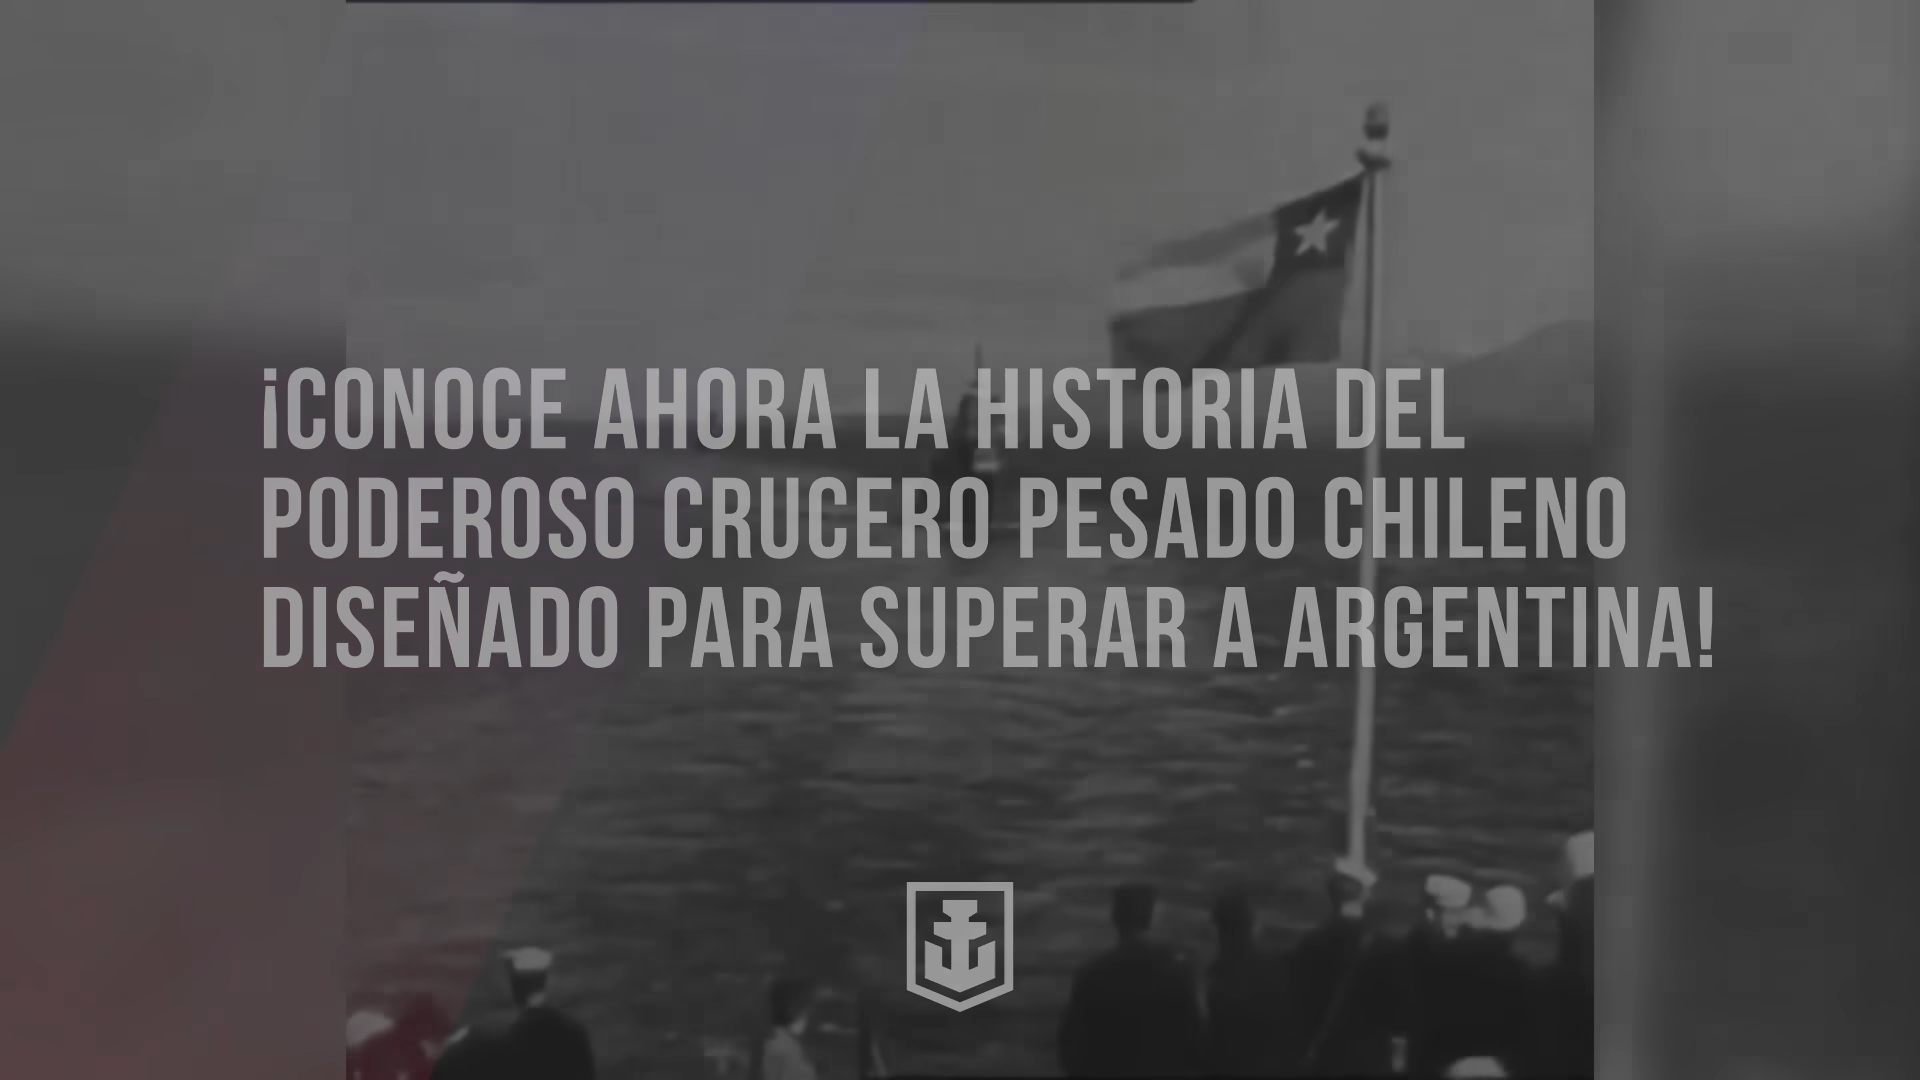 ¡CONOCE AHORA LA HISTORIA DEL
PODEROSO CRUCERO PESADO CHILENO
DISEÑADO PARA SUPERAR A ARGENTINA!